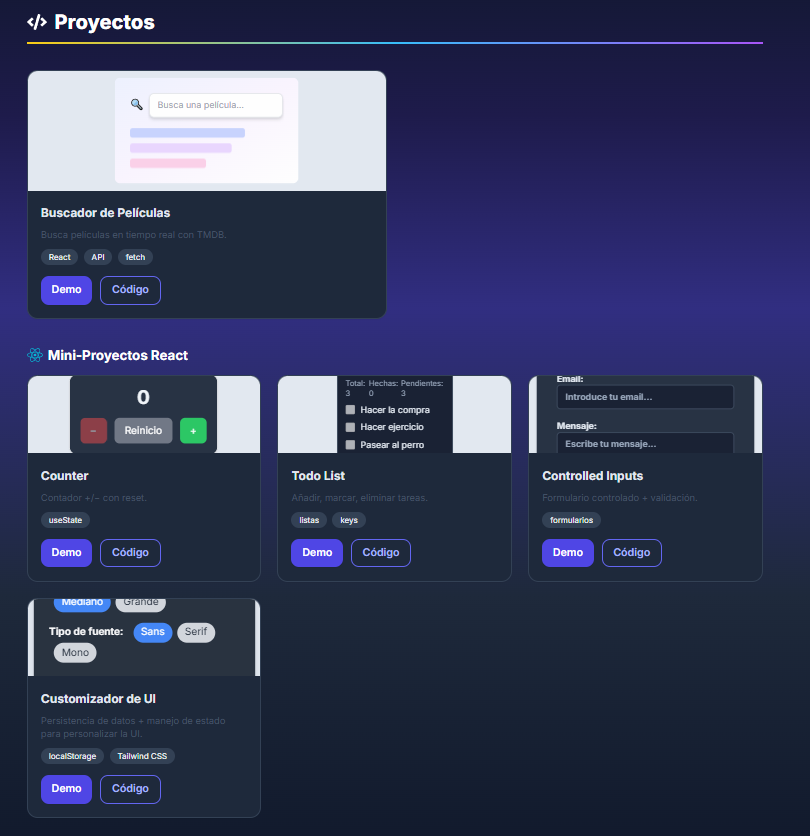 </> Proyectos
Busca una película...
Buscador de Películas
Busca películas en tiempo real con TMDB.
React API fetch
Demo Código
Mini-Proyectos React
0
− Reinicio +
Counter
Contador +/− con reset.
useState
Demo Código
Total: Hechas: Pendientes:
3 0 3
Hacer la compra
Hacer ejercicio
Pasear al perro
Todo List
Añadir, marcar, eliminar tareas.
listas keys
Demo Código
Email:
Introduce tu email...
Mensaje:
Escribe tu mensaje...
Controlled Inputs
Formulario controlado + validación.
formularios
Demo Código
Mediano Grande
Tipo de fuente: Sans Serif
Mono
Customizador de UI
Persistencia de datos + manejo de estado
para personalizar la UI.
localStorage Tailwind CSS
Demo Código